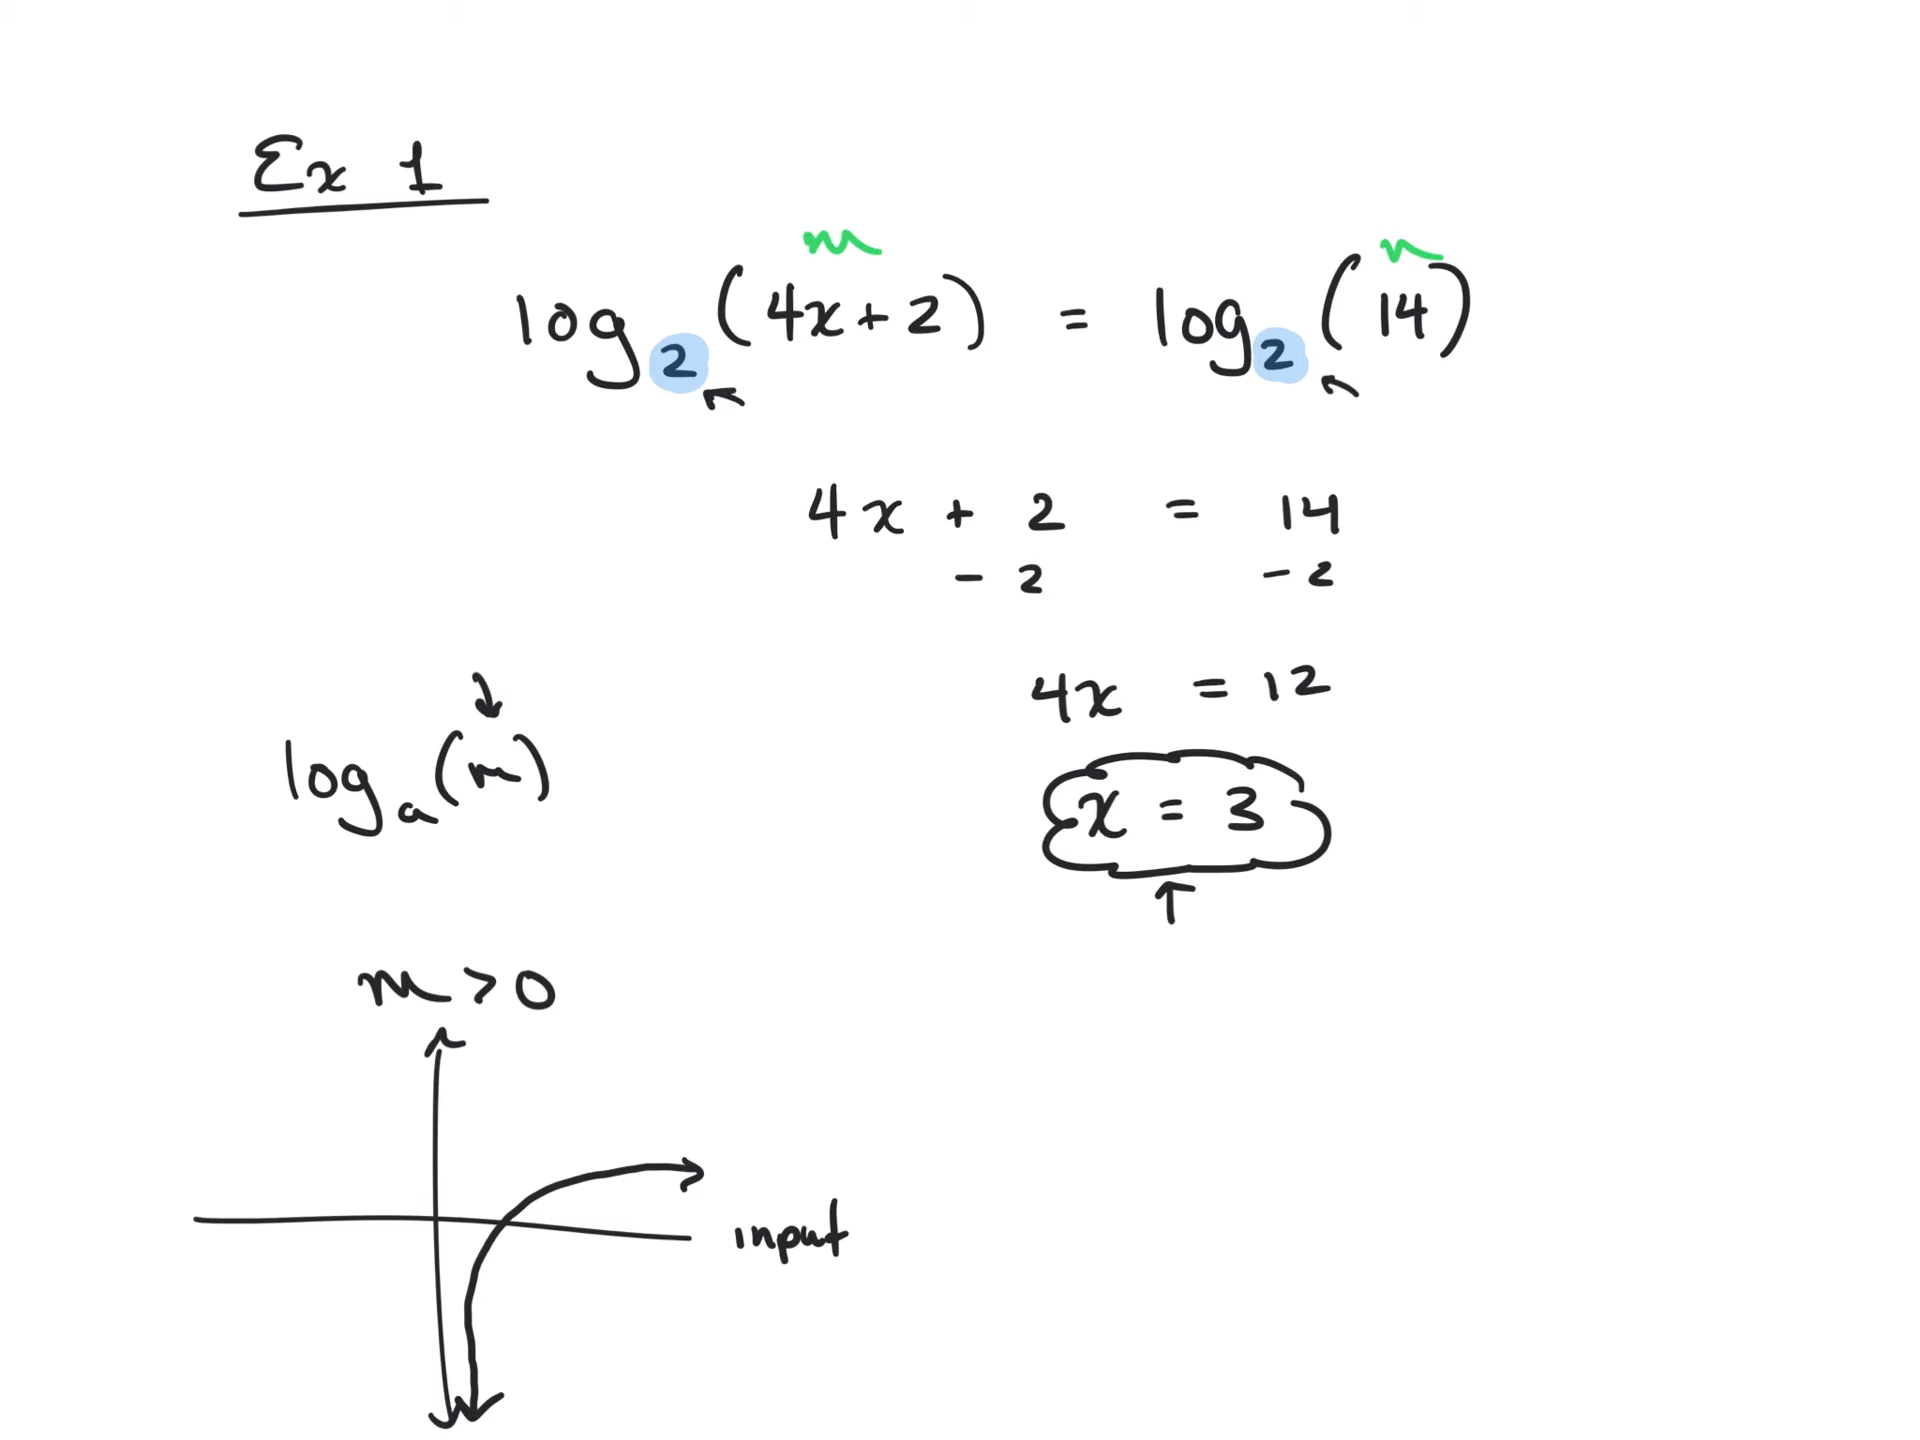 Ex 1
m n
log₂ (4x+2) = log₂ (14)
4x + 2 = 14
- 2 - 2
4x = 12
x = 3
logₐ (m)
m > 0
input